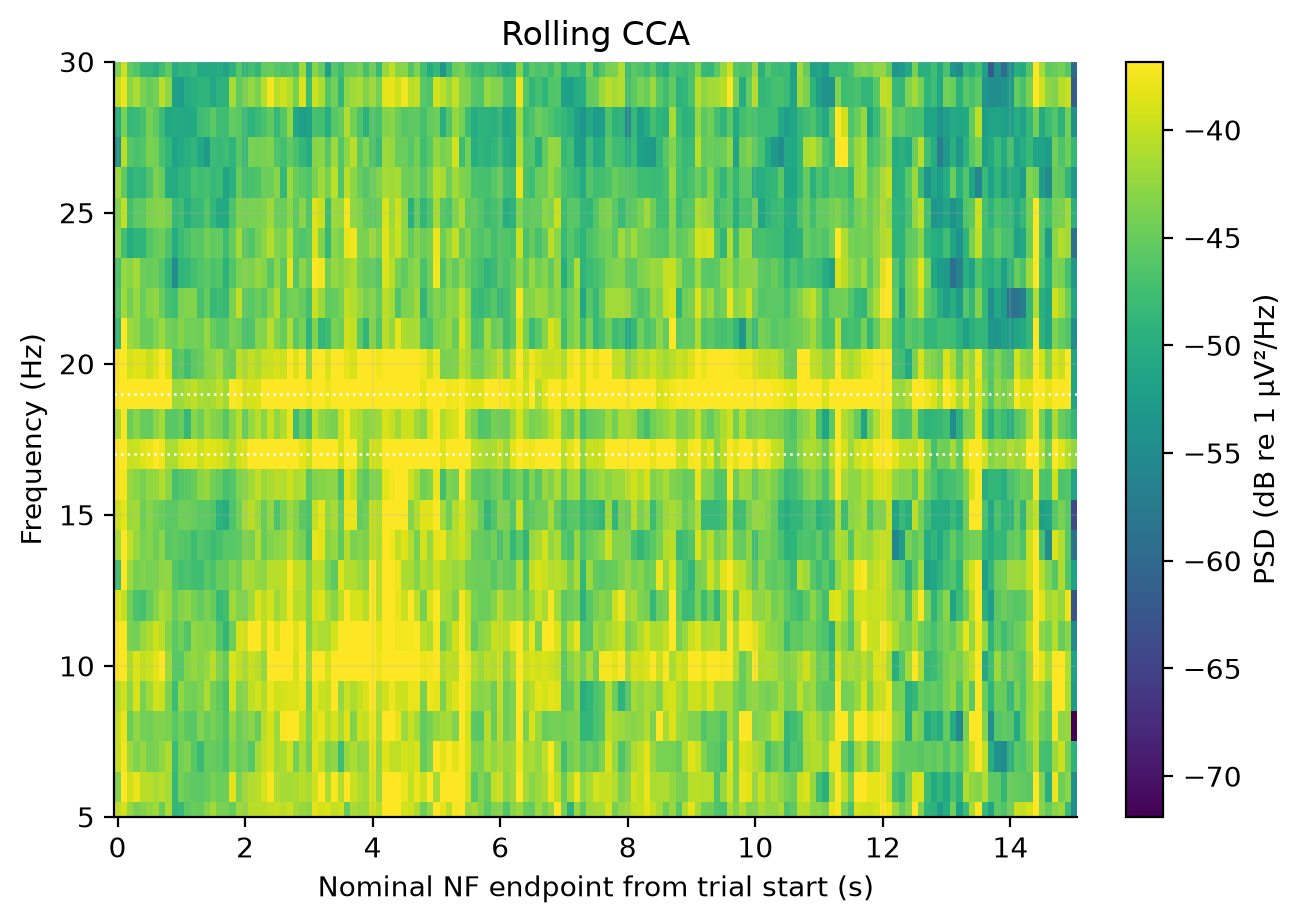 Rolling CCA
30
25
20
15
10
5
Frequency (Hz)
0 2 4 6 8 10 12 14
Nominal NF endpoint from trial start (s)
−40
−45
−50
−55
−60
−65
−70
PSD (dB re 1 µV²/Hz)